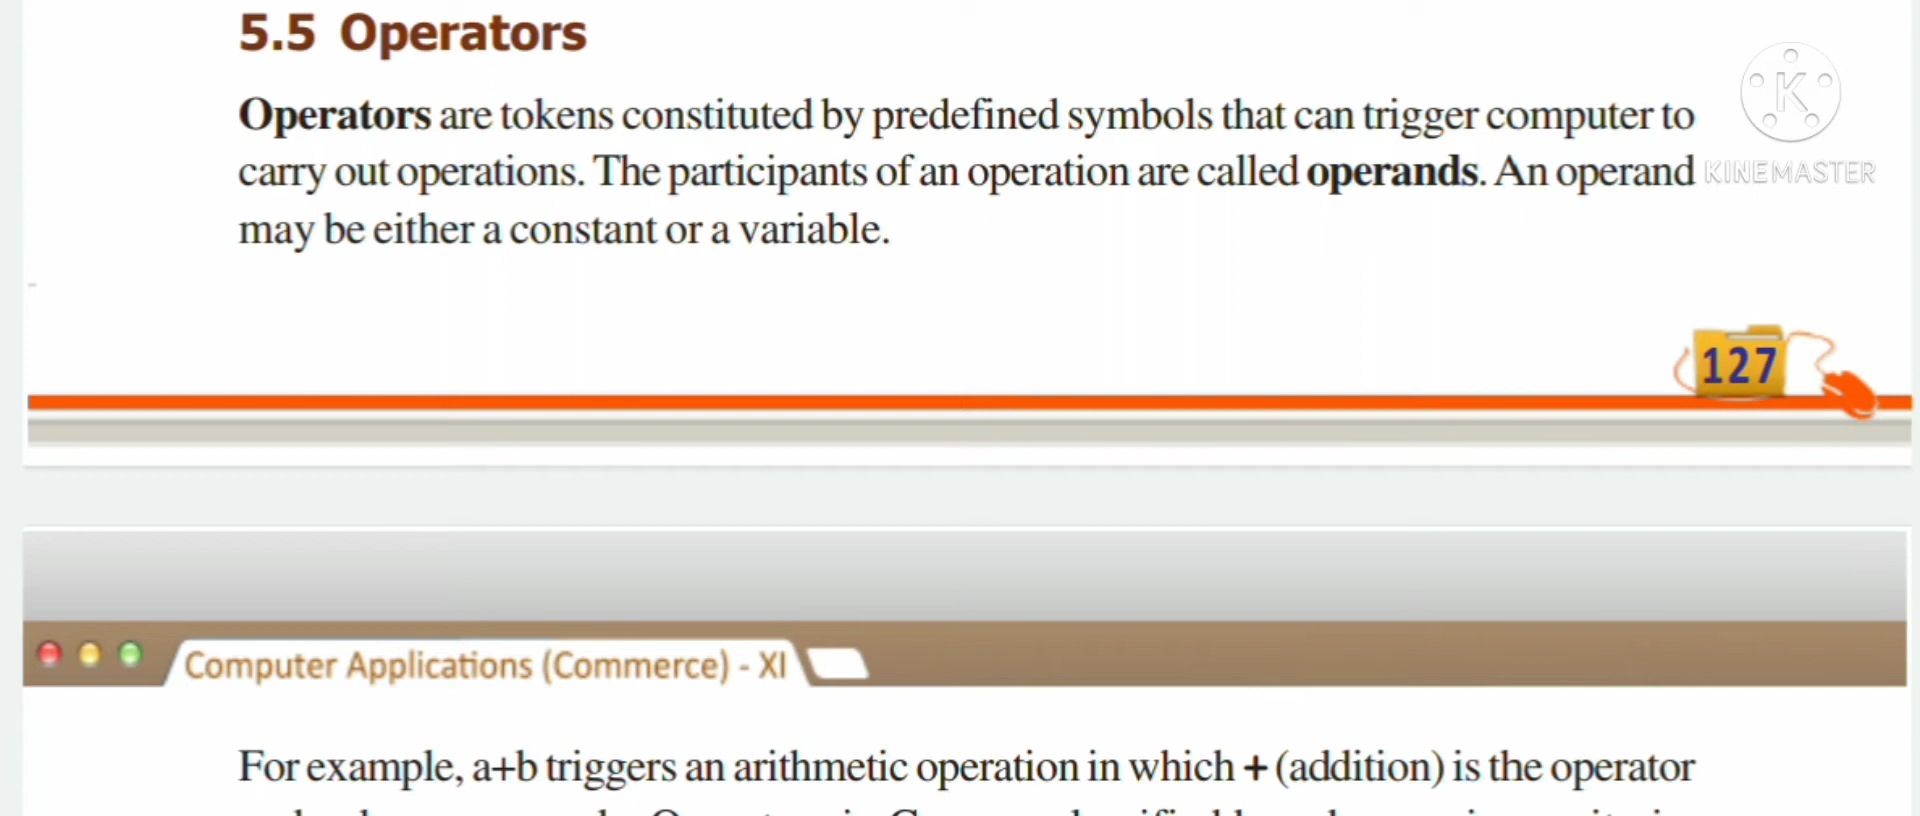 5.5 Operators
Operators are tokens constituted by predefined symbols that can trigger computer to
carry out operations. The participants of an operation are called operands. An operand
may be either a constant or a variable.
K
KINEMASTER
127
Computer Applications (Commerce) - XI
For example, a+b triggers an arithmetic operation in which + (addition) is the operator